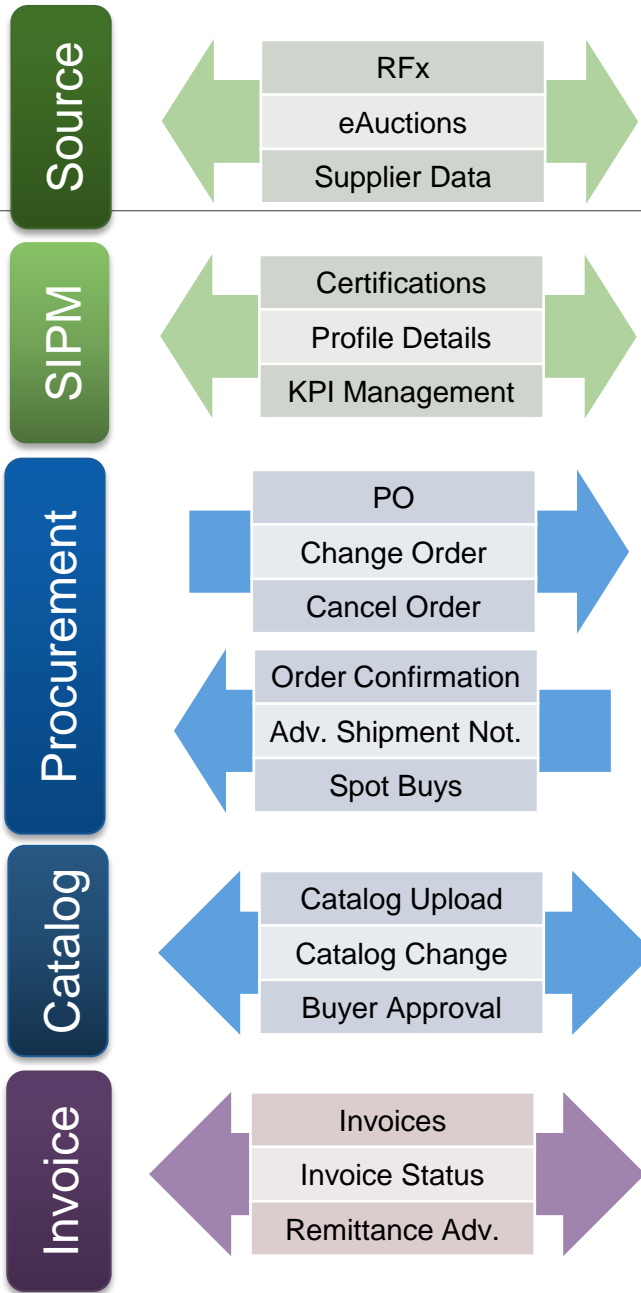 Source
RFx
eAuctions
Supplier Data
SIPM
Certifications
Profile Details
KPI Management
Procurement
PO
Change Order
Cancel Order
Order Confirmation
Adv. Shipment Not.
Spot Buys
Catalog
Catalog Upload
Catalog Change
Buyer Approval
Invoice
Invoices
Invoice Status
Remittance Adv.